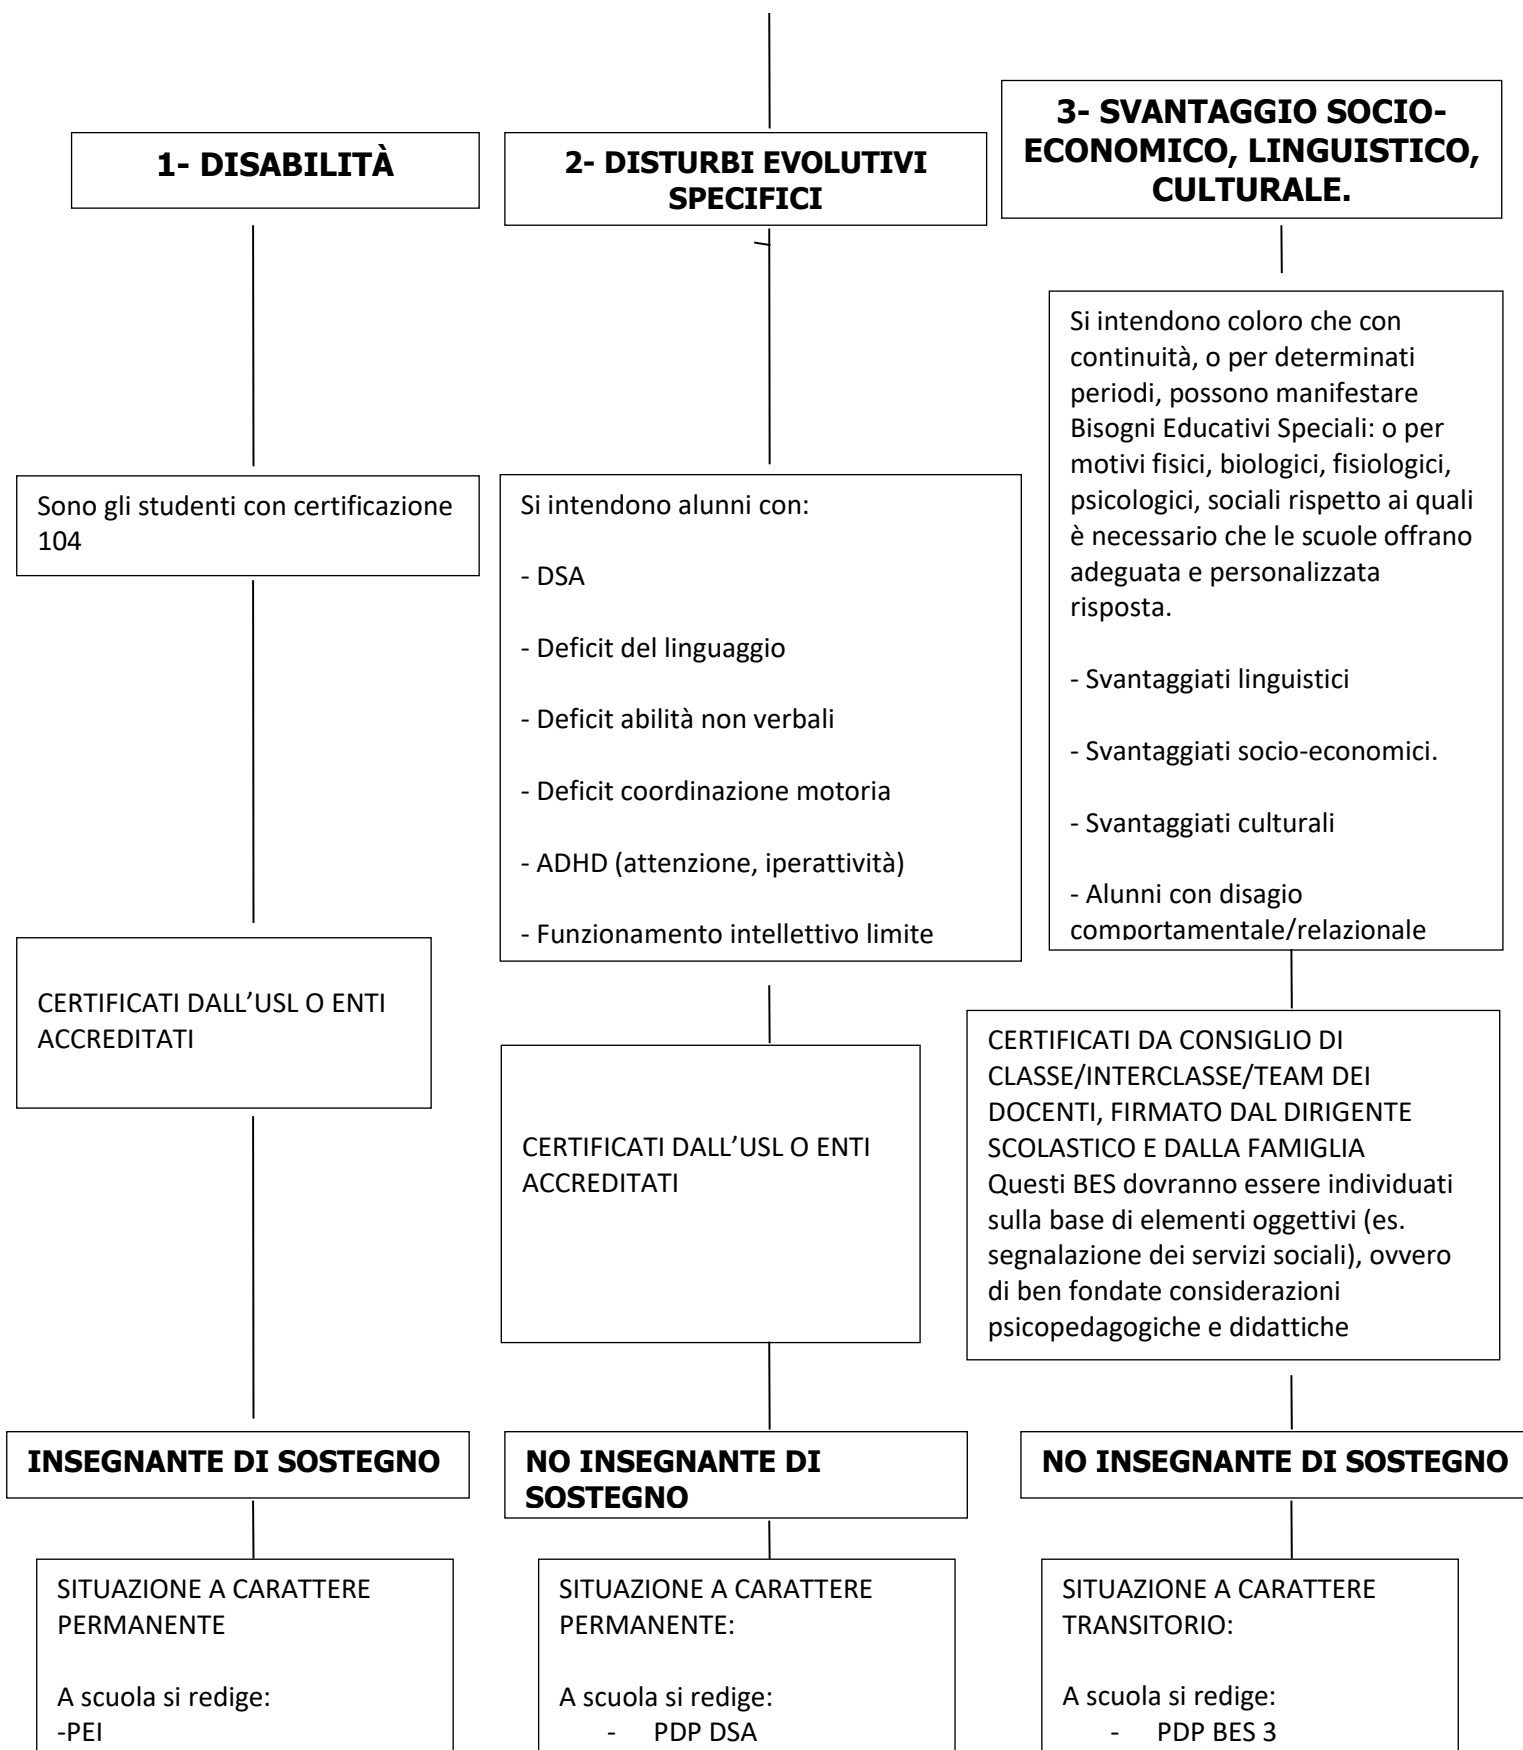 1- DISABILITÀ
Sono gli studenti con certificazione
104
CERTIFICATI DALL’USL O ENTI
ACCREDITATI
INSEGNANTE DI SOSTEGNO
SITUAZIONE A CARATTERE
PERMANENTE
A scuola si redige:
-PEI
2- DISTURBI EVOLUTIVI
SPECIFICI
Si intendono alunni con:
- DSA
- Deficit del linguaggio
- Deficit abilità non verbali
- Deficit coordinazione motoria
- ADHD (attenzione, iperattività)
- Funzionamento intellettivo limite
CERTIFICATI DALL’USL O ENTI
ACCREDITATI
NO INSEGNANTE DI
SOSTEGNO
SITUAZIONE A CARATTERE
PERMANENTE:
A scuola si redige:
- PDP DSA
3- SVANTAGGIO SOCIO-
ECONOMICO, LINGUISTICO,
CULTURALE.
Si intendono coloro che con
continuità, o per determinati
periodi, possono manifestare
Bisogni Educativi Speciali: o per
motivi fisici, biologici, fisiologici,
psicologici, sociali rispetto ai quali
è necessario che le scuole offrano
adeguata e personalizzata
risposta.
- Svantaggiati linguistici
- Svantaggiati socio-economici.
- Svantaggiati culturali
- Alunni con disagio
comportamentale/relazionale
CERTIFICATI DA CONSIGLIO DI
CLASSE/INTERCLASSE/TEAM DEI
DOCENTI, FIRMATO DAL DIRIGENTE
SCOLASTICO E DALLA FAMIGLIA
Questi BES dovranno essere individuati
sulla base di elementi oggettivi (es.
segnalazione dei servizi sociali), ovvero
di ben fondate considerazioni
psicopedagogiche e didattiche
NO INSEGNANTE DI SOSTEGNO
SITUAZIONE A CARATTERE
TRANSITORIO:
A scuola si redige:
- PDP BES 3